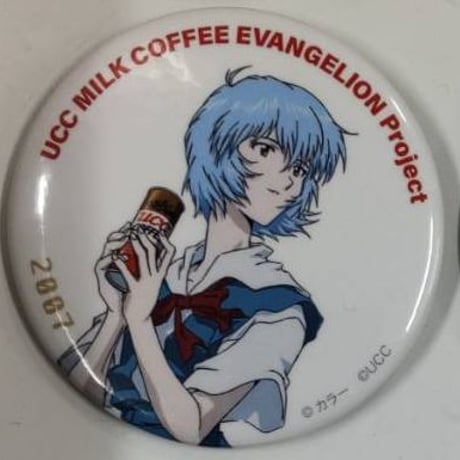 UCC MILK COFFEE EVANGELION Project
UCC
2007
© カラー ©UCC